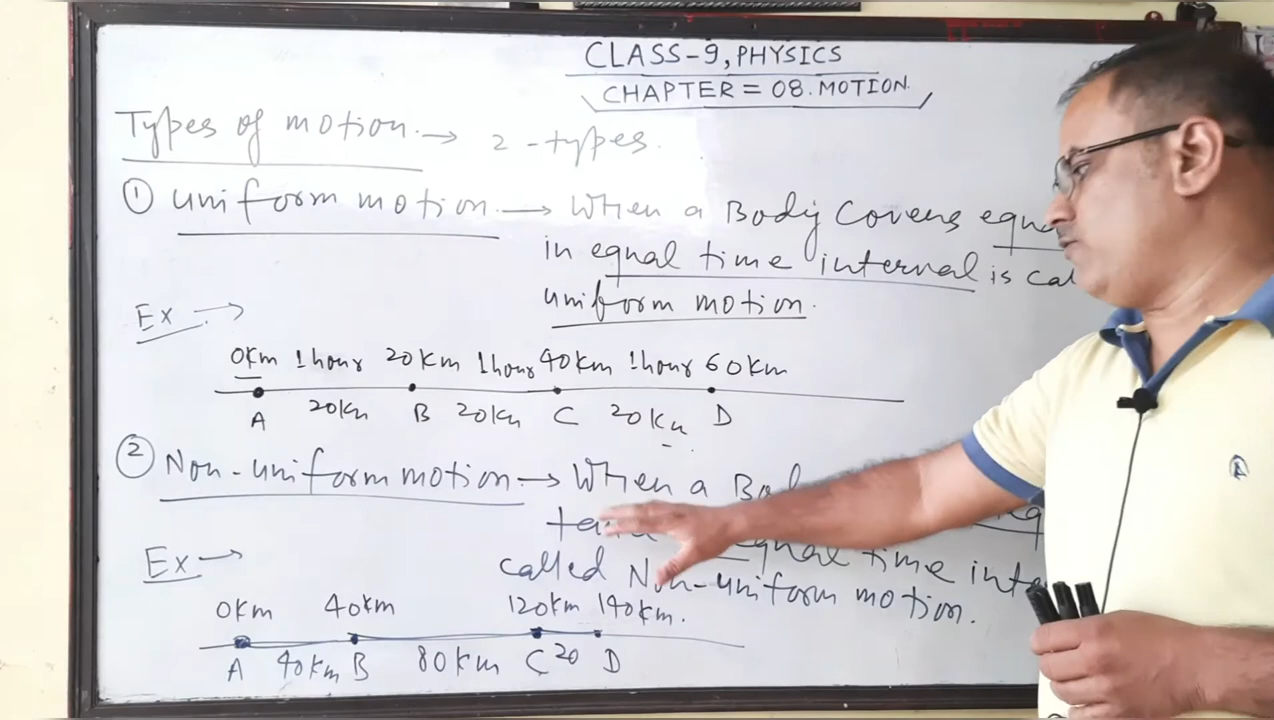 CLASS-9, PHYSICS
CHAPTER = 08. MOTION.
Types of motion. → 2-types.
① uniform motion. → When a Body Covers
in equal time interval is
uniform motion.
Ex →
0km 1hour 20km 1hour 40km 1hour 60km
A 20km B 20km C 20km D
② Non-uniform motion → When a
time
called Non-uniform motion.
Ex →
0km 40km 120km 140km.
A 40km B 80km C 20 D